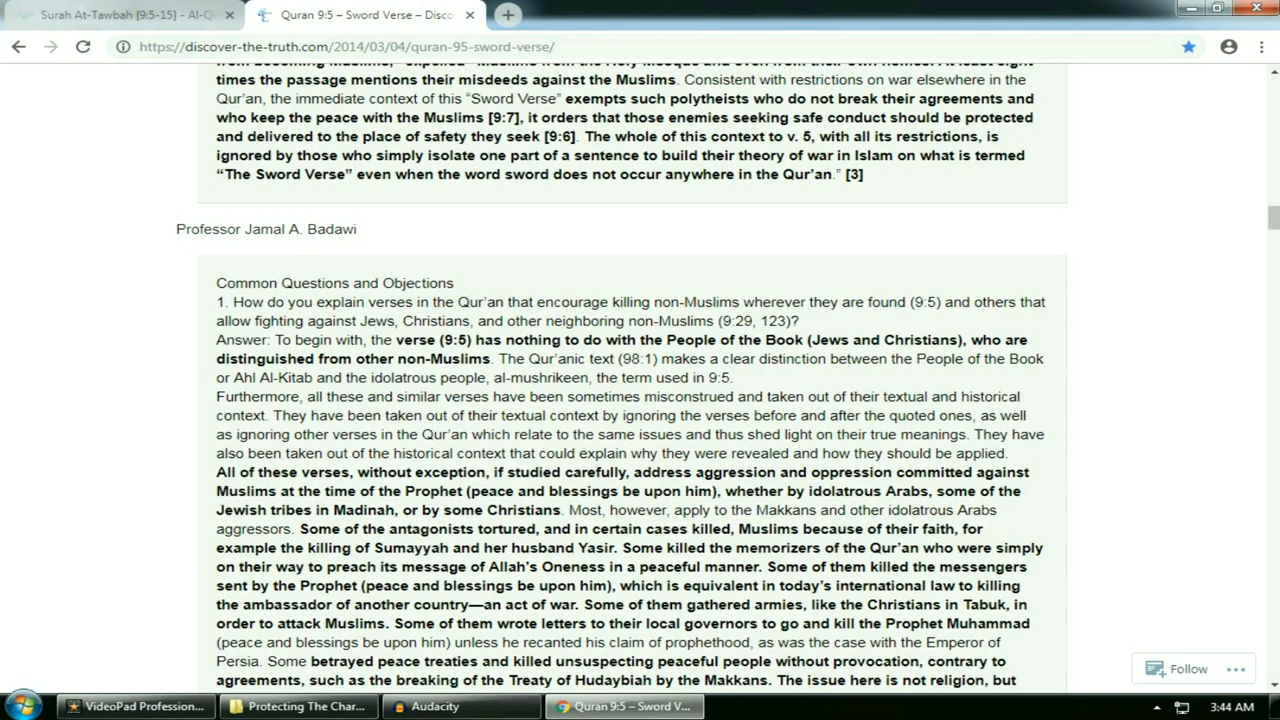 Surah At-Tawbah [9:5-15] - Al-Q
Quran 9:5 – Sword Verse – Disco
https://discover-the-truth.com/2014/03/04/quran-95-sword-verse/
times the passage mentions their misdeeds against the Muslims. Consistent with restrictions on war elsewhere in the
Qur’an, the immediate context of this “Sword Verse” exempts such polytheists who do not break their agreements and
who keep the peace with the Muslims [9:7], it orders that those enemies seeking safe conduct should be protected
and delivered to the place of safety they seek [9:6]. The whole of this context to v. 5, with all its restrictions, is
ignored by those who simply isolate one part of a sentence to build their theory of war in Islam on what is termed
“The Sword Verse” even when the word sword does not occur anywhere in the Qur’an.” [3]
Professor Jamal A. Badawi
Common Questions and Objections
1. How do you explain verses in the Qur’an that encourage killing non-Muslims wherever they are found (9:5) and others that
allow fighting against Jews, Christians, and other neighboring non-Muslims (9:29, 123)?
Answer: To begin with, the verse (9:5) has nothing to do with the People of the Book (Jews and Christians), who are
distinguished from other non-Muslims. The Qur’anic text (98:1) makes a clear distinction between the People of the Book
or Ahl Al-Kitab and the idolatrous people, al-mushrikeen, the term used in 9:5.
Furthermore, all these and similar verses have been sometimes misconstrued and taken out of their textual and historical
context. They have been taken out of their textual context by ignoring the verses before and after the quoted ones, as well
as ignoring other verses in the Qur’an which relate to the same issues and thus shed light on their true meanings. They have
also been taken out of the historical context that could explain why they were revealed and how they should be applied.
All of these verses, without exception, if studied carefully, address aggression and oppression committed against
Muslims at the time of the Prophet (peace and blessings be upon him), whether by idolatrous Arabs, some of the
Jewish tribes in Madinah, or by some Christians. Most, however, apply to the Makkans and other idolatrous Arabs
aggressors. Some of the antagonists tortured, and in certain cases killed, Muslims because of their faith, for
example the killing of Sumayyah and her husband Yasir. Some killed the memorizers of the Qur’an who were simply
on their way to preach its message of Allah’s Oneness in a peaceful manner. Some of them killed the messengers
sent by the Prophet (peace and blessings be upon him), which is equivalent in today’s international law to killing
the ambassador of another country—an act of war. Some of them gathered armies, like the Christians in Tabuk, in
order to attack Muslims. Some of them wrote letters to their local governors to go and kill the Prophet Muhammad
(peace and blessings be upon him) unless he recanted his claim of prophethood, as was the case with the Emperor of
Persia. Some betrayed peace treaties and killed unsuspecting peaceful people without provocation, contrary to
agreements, such as the breaking of the Treaty of Hudaybiah by the Makkans. The issue here is not religion, but
Follow
VideoPad Profession...
Protecting The Char...
Audacity
Quran 9:5 – Sword V...
3:44 AM